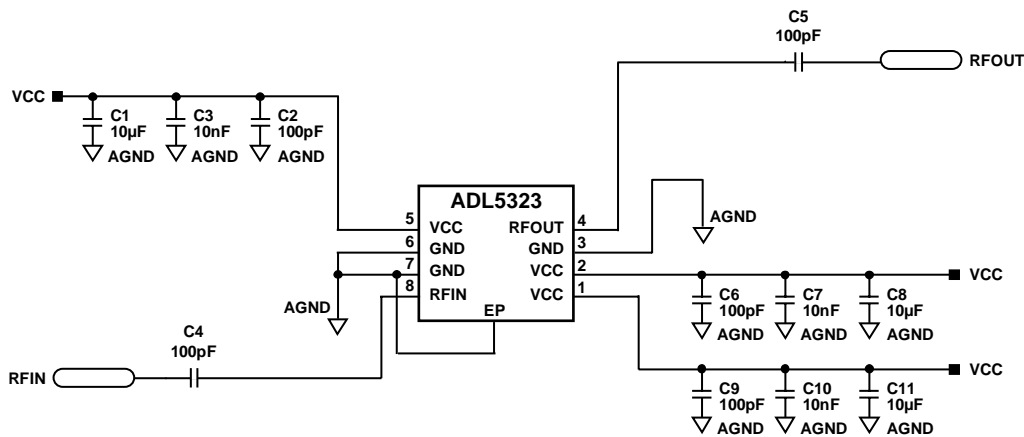 C5
100pF
RFOUT
VCC
C1
10µF
AGND
C3
10nF
AGND
C2
100pF
AGND
ADL5323
5 VCC
6 GND
7 GND
8 RFIN
RFOUT 4
GND 3
VCC 2
VCC 1
EP
AGND
AGND
C4
100pF
RFIN
VCC
C6
100pF
AGND
C7
10nF
AGND
C8
10µF
AGND
VCC
C9
100pF
AGND
C10
10nF
AGND
C11
10µF
AGND